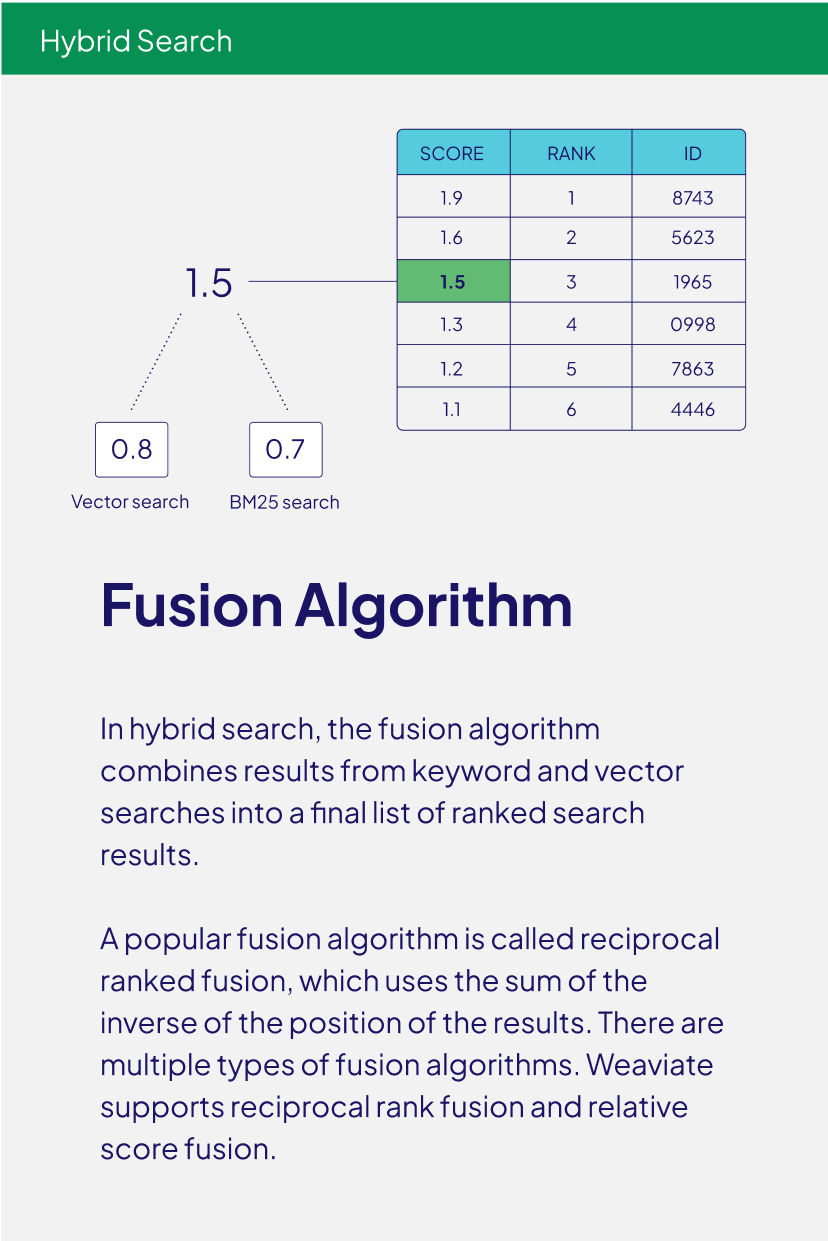 Hybrid Search
SCORE RANK ID
1.9 1 8743
1.6 2 5623
1.5 1.5 3 1965
1.3 4 0998
1.2 5 7863
1.1 6 4446
0.8 0.7
Vector search BM25 search
Fusion Algorithm
In hybrid search, the fusion algorithm
combines results from keyword and vector
searches into a final list of ranked search
results.
A popular fusion algorithm is called reciprocal
ranked fusion, which uses the sum of the
inverse of the position of the results. There are
multiple types of fusion algorithms. Weaviate
supports reciprocal rank fusion and relative
score fusion.